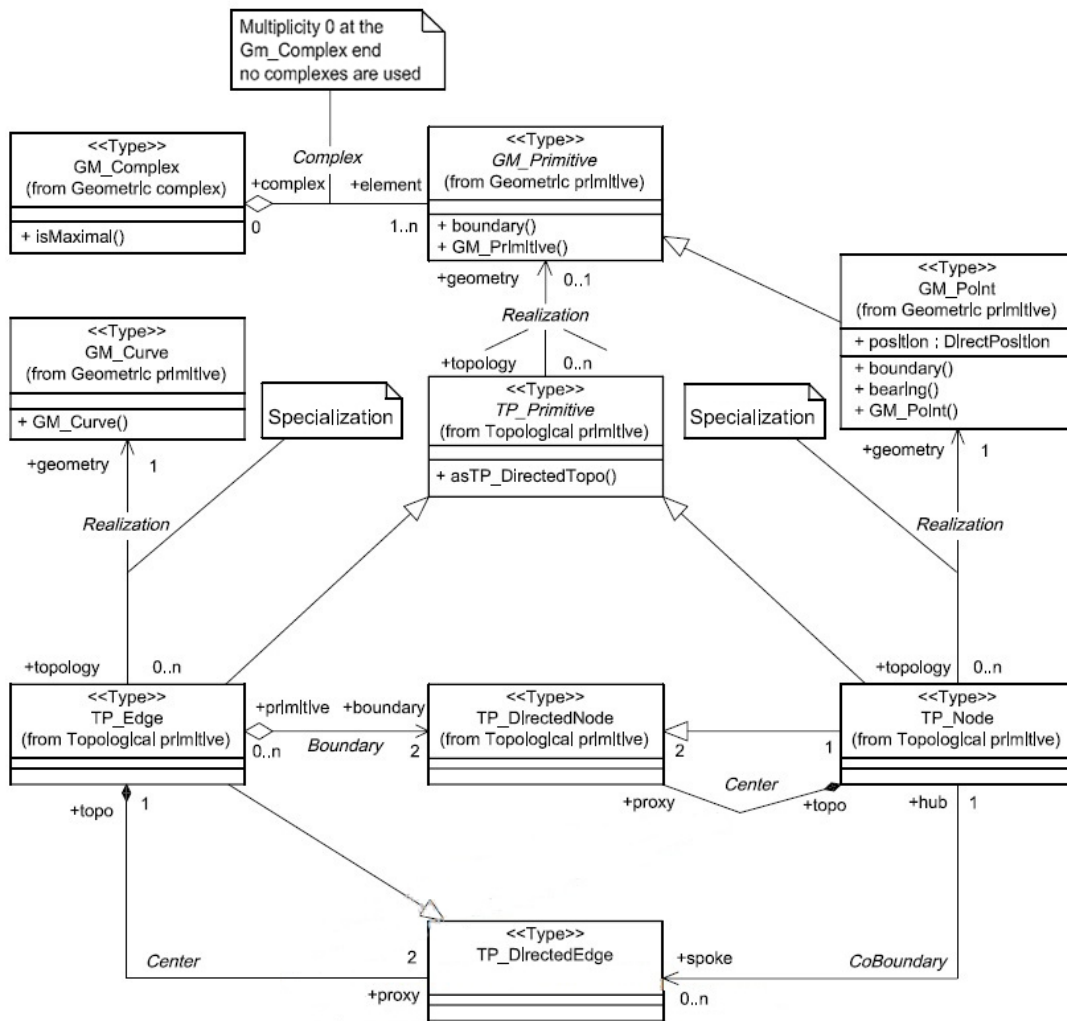 Multiplicity 0 at the
Gm_Complex end
no complexes are used
<<Type>>
GM_Complex
(from Geometric complex)
+ isMaximal()
+complex
0
Complex
+element
1..n
<<Type>>
GM_Primitive
(from Geometric primitive)
+ boundary()
+ GM_Primitive()
+geometry
0..1
Realization
+topology
0..n
<<Type>>
GM_Point
(from Geometric primitive)
+ position ; DirectPosition
+ boundary()
+ bearing()
+ GM_Point()
<<Type>>
GM_Curve
(from Geometric primitive)
+ GM_Curve()
Specialization
<<Type>>
TP_Primitive
(from Topological primitive)
+ asTP_DirectedTopo()
Specialization
+geometry
1
Realization
+topology
0..n
+geometry
1
Realization
+topology
0..n
<<Type>>
TP_Edge
(from Topological primitive)
+primitive
0..n
Boundary
+boundary
2
<<Type>>
TP_DirectedNode
(from Topological primitive)
2
1
<<Type>>
TP_Node
(from Topological primitive)
+proxy
Center
+topo
+hub
1
+topo
1
Center
2
+proxy
<<Type>>
TP_DirectedEdge
+spoke
0..n
CoBoundary